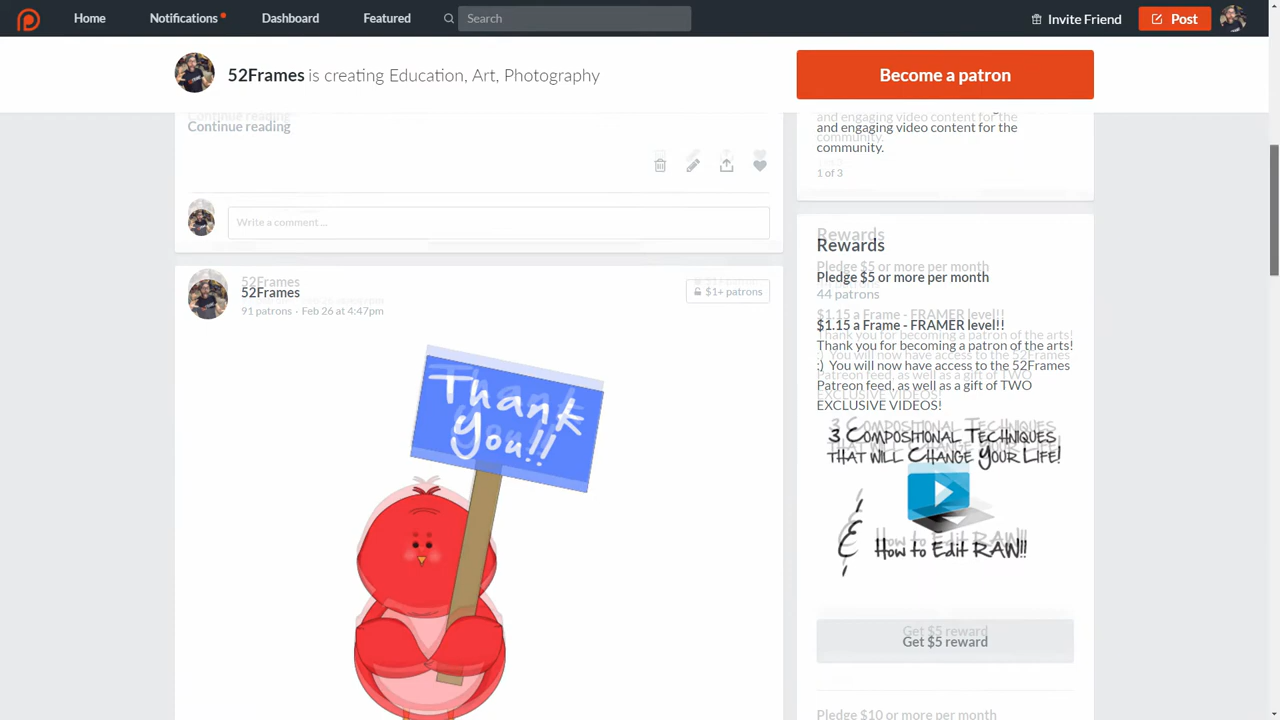 Home
Notifications
Dashboard
Featured
Search
Invite Friend
Post
52Frames is creating Education, Art, Photography
Become a patron
Continue reading
Write a comment ...
52Frames
91 patrons · Feb 26 at 4:47pm
$1+ patrons
Thank
You!!
and engaging video content for the
community.
1 of 3
Rewards
Pledge $5 or more per month
44 patrons
$1.15 a Frame - FRAMER level!!
Thank you for becoming a patron of the arts!
:)  You will now have access to the 52Frames
Patreon feed, as well as a gift of TWO
EXCLUSIVE VIDEOS!
3 Compositional Techniques
that will Change Your Life!
&
How to Edit RAW!!
Get $5 reward
Pledge $10 or more per month